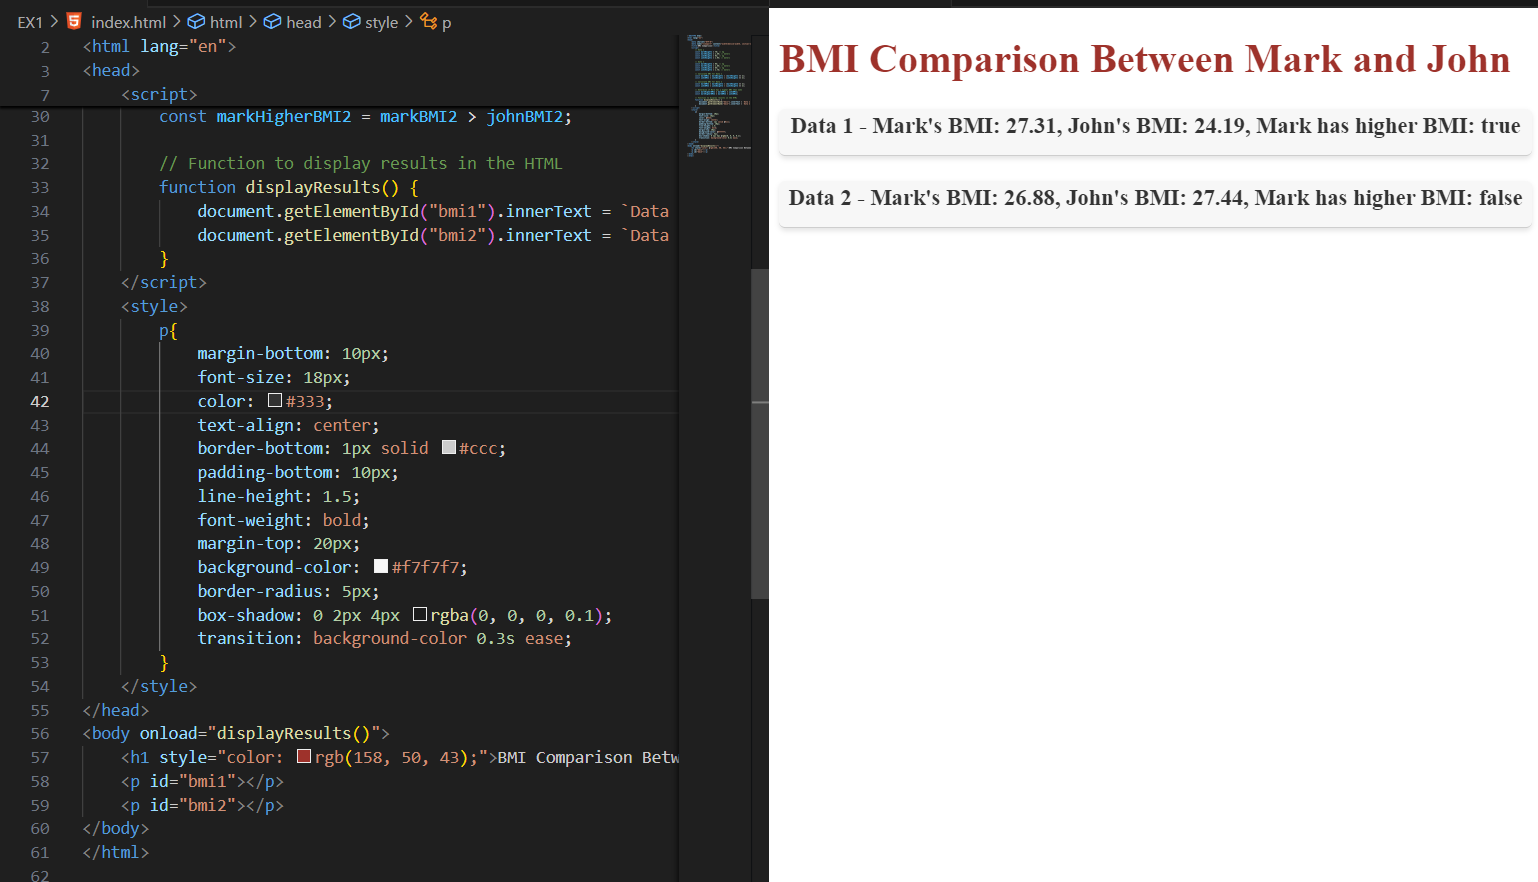 EX1 > index.html > html > head > style > p
2 <html lang="en">
3 <head>
7 <script>
30 const markHigherBMI2 = markBMI2 > johnBMI2;
31
32 // Function to display results in the HTML
33 function displayResults() {
34 document.getElementById("bmi1").innerText = `Data
35 document.getElementById("bmi2").innerText = `Data
36 }
37 </script>
38 <style>
39 p{
40 margin-bottom: 10px;
41 font-size: 18px;
42 color: #333;
43 text-align: center;
44 border-bottom: 1px solid #ccc;
45 padding-bottom: 10px;
46 line-height: 1.5;
47 font-weight: bold;
48 margin-top: 20px;
49 background-color: #f7f7f7;
50 border-radius: 5px;
51 box-shadow: 0 2px 4px rgba(0, 0, 0, 0.1);
52 transition: background-color 0.3s ease;
53 }
54 </style>
55 </head>
56 <body onload="displayResults()">
57 <h1 style="color: rgb(158, 50, 43);">BMI Comparison Betw
58 <p id="bmi1"></p>
59 <p id="bmi2"></p>
60 </body>
61 </html>
62
BMI Comparison Between Mark and John
Data 1 - Mark's BMI: 27.31, John's BMI: 24.19, Mark has higher BMI: true
Data 2 - Mark's BMI: 26.88, John's BMI: 27.44, Mark has higher BMI: false